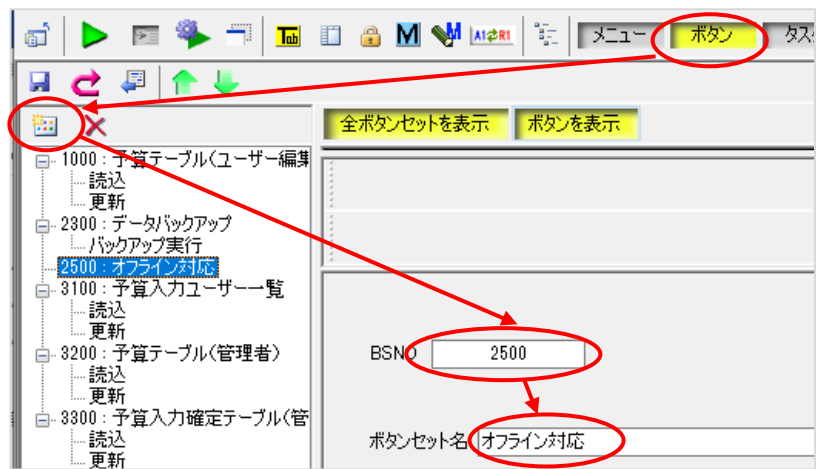 Tab M A1 R1 メニュー ボタン タス
全ボタンセットを表示 ボタンを表示
1000:予算テーブル(ユーザー編集
読込
更新
2300:データバックアップ
バックアップ実行
2500:オフライン対応
3100:予算入力ユーザー一覧
読込
更新
3200:予算テーブル(管理者)
読込
更新
3300:予算入力確定テーブル(管
読込
更新
BSNO 2500
ボタンセット名 オフライン対応